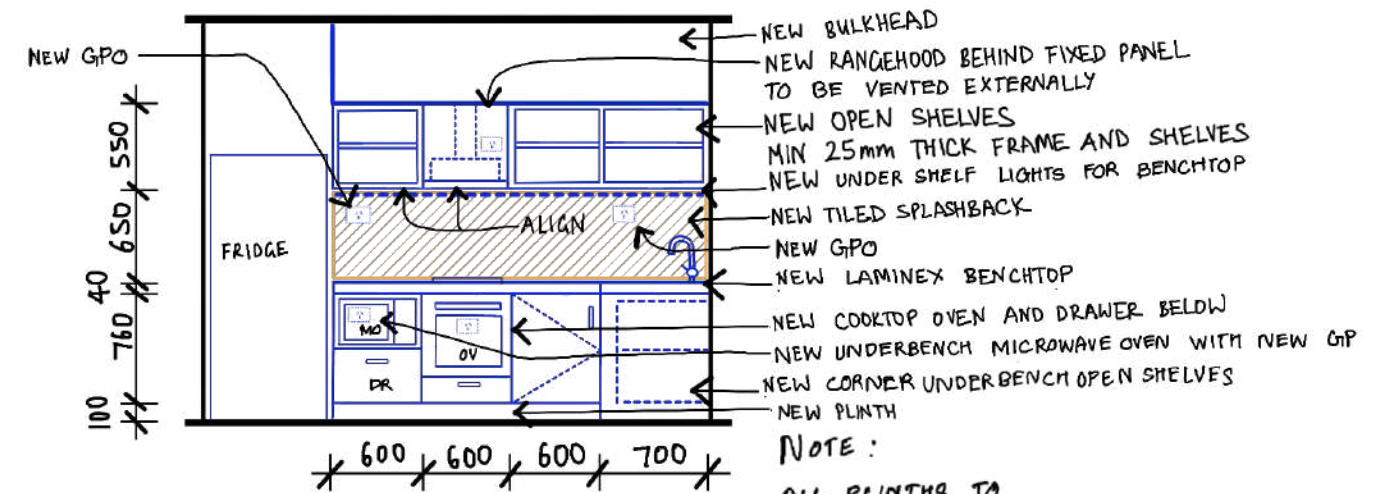 NEW GPO
NEW BULKHEAD
NEW RANGEHOOD BEHIND FIXED PANEL
TO BE VENTED EXTERNALLY
NEW OPEN SHELVES
MIN 25mm THICK FRAME AND SHELVES
NEW UNDER SHELF LIGHTS FOR BENCHTOP
NEW TILED SPLASHBACK
NEW GPO
NEW LAMINEX BENCHTOP
NEW COOKTOP OVEN AND DRAWER BELOW
NEW UNDERBENCH MICROWAVE OVEN WITH NEW GP
NEW CORNER UNDERBENCH OPEN SHELVES
NEW PLINTH
NOTE :
ALL PLINTHS TO
550
650
40
760
100
FRIDGE
ALIGN
MO
OV
DR
600
600
600
700